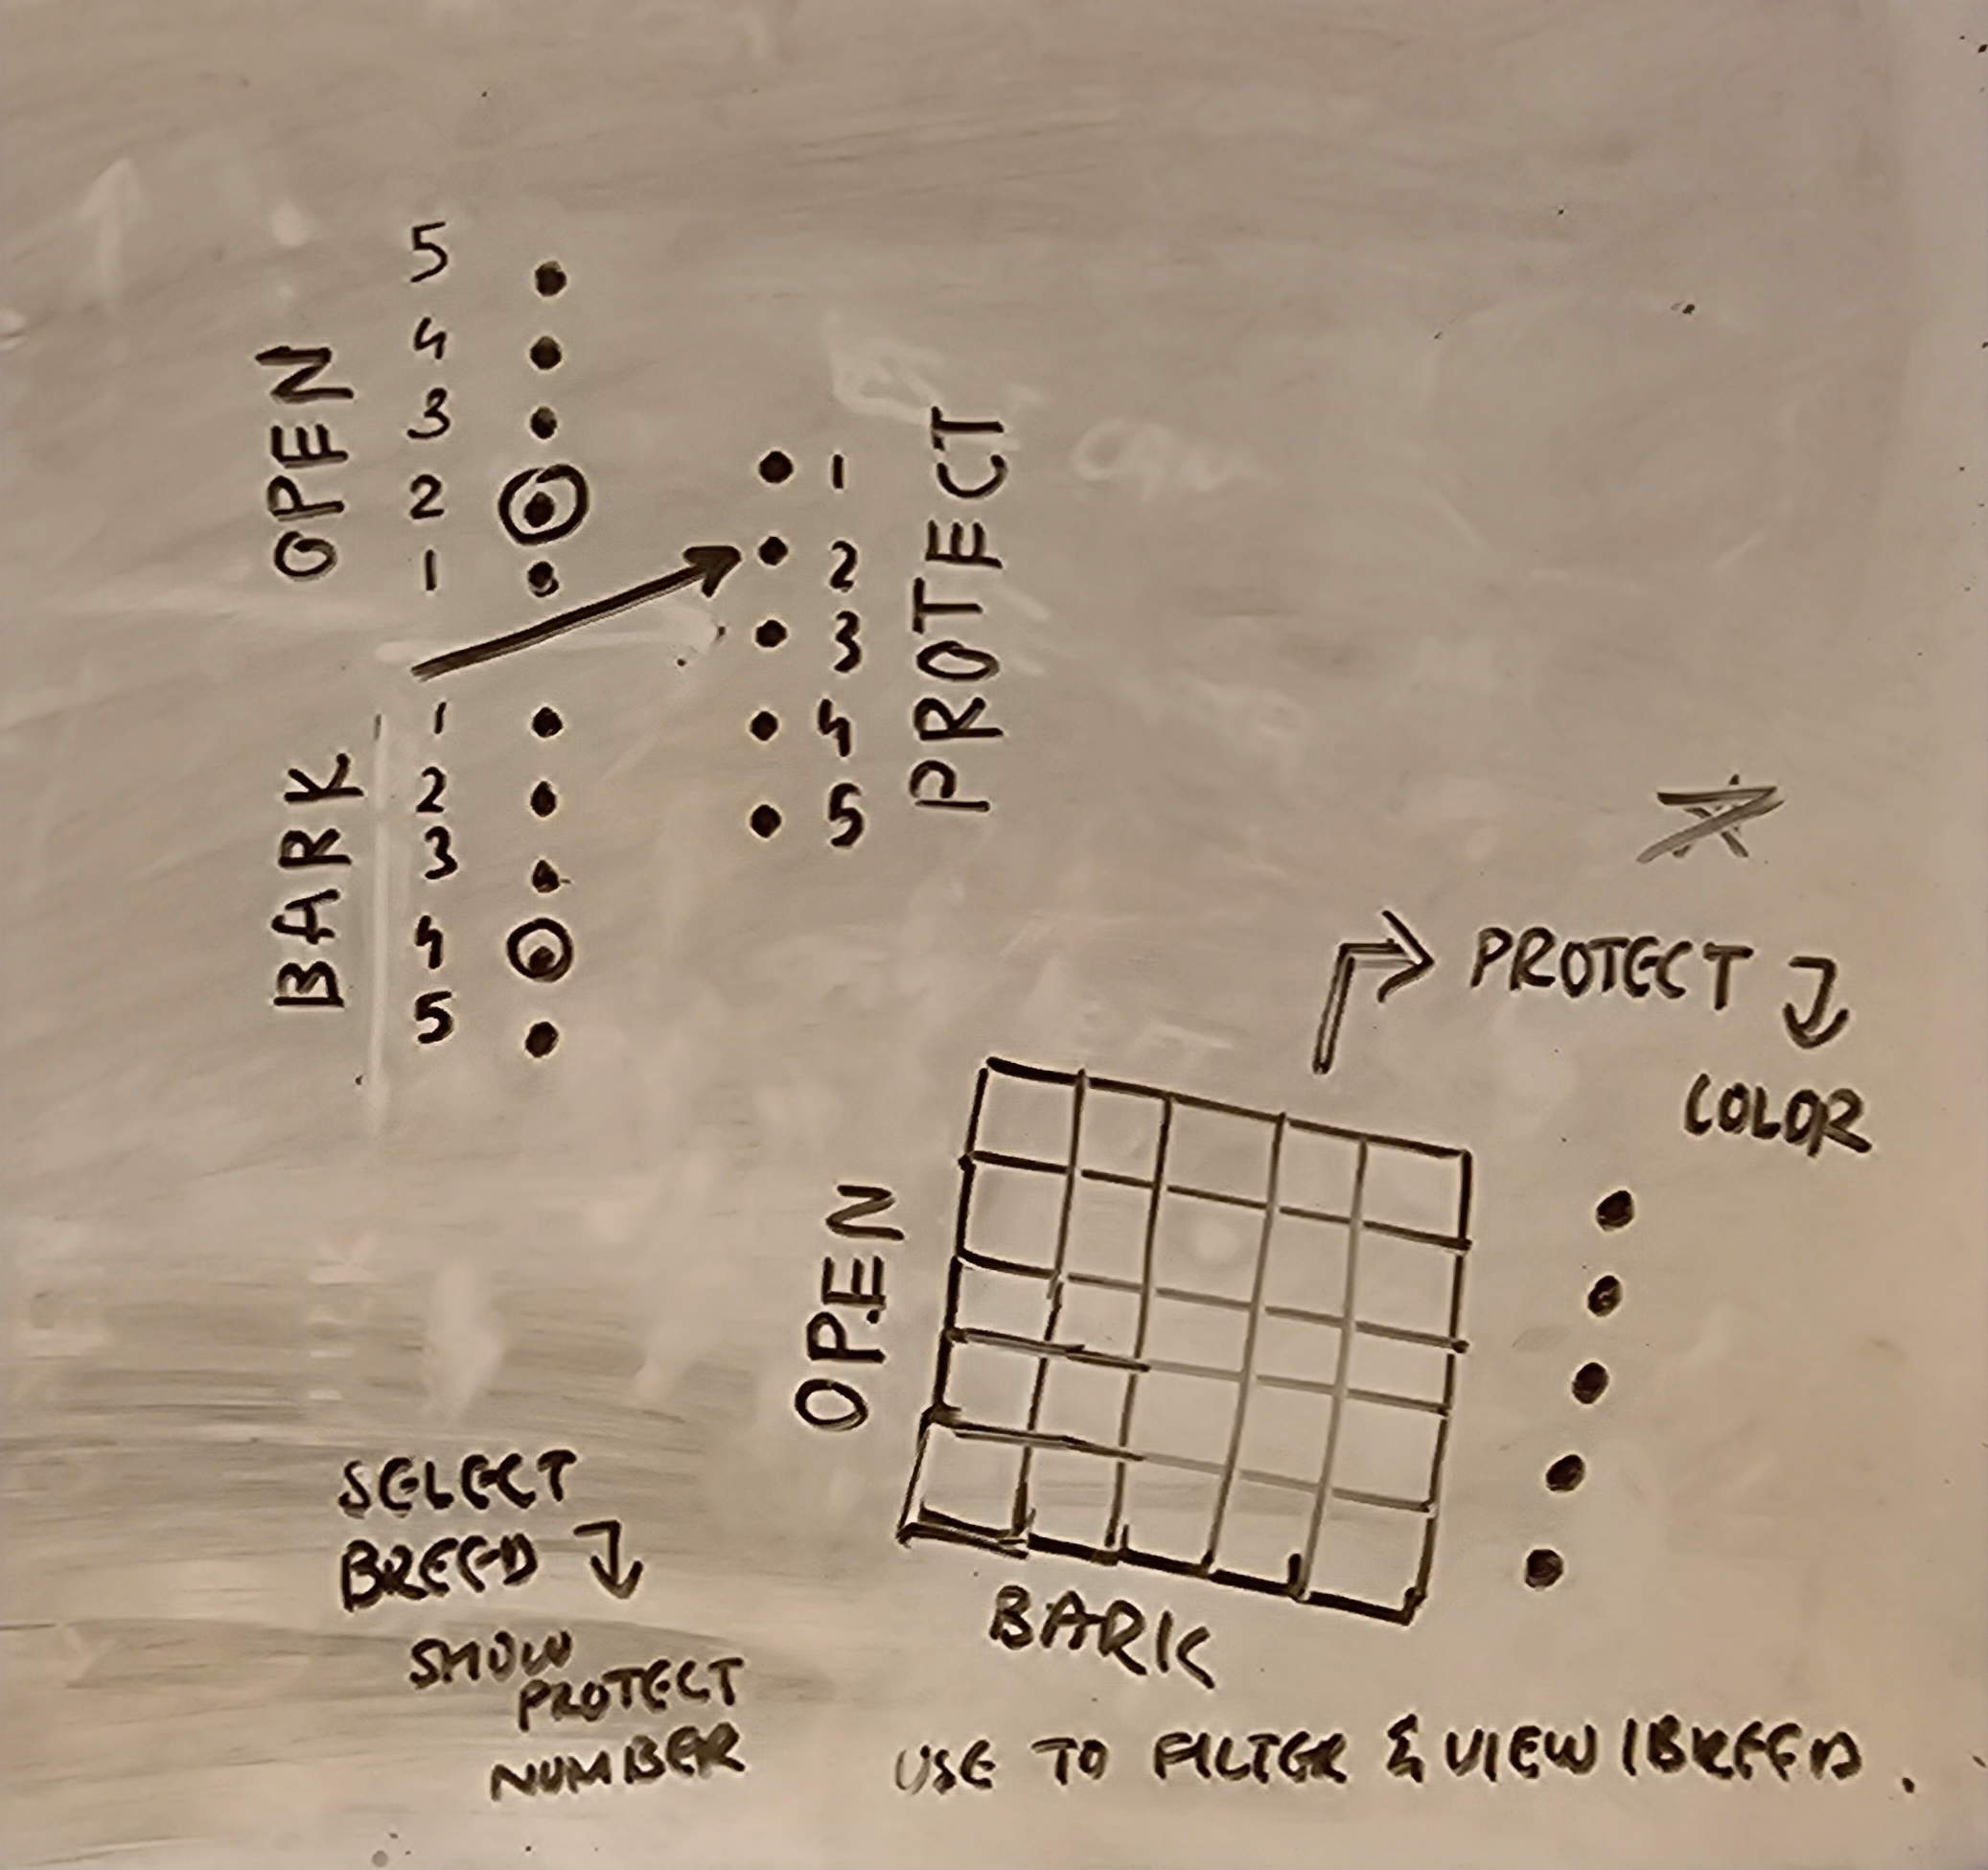 OPEN
5
4
3
2
1
BARK
1
2
3
4
5
PROTECT
1
2
3
4
5
PROTECT
COLOR
OPEN
BARK
SELECT
BREED
SHOW
PROTECT
NUMBER
USE TO FILTER & VIEW 1 BREED.